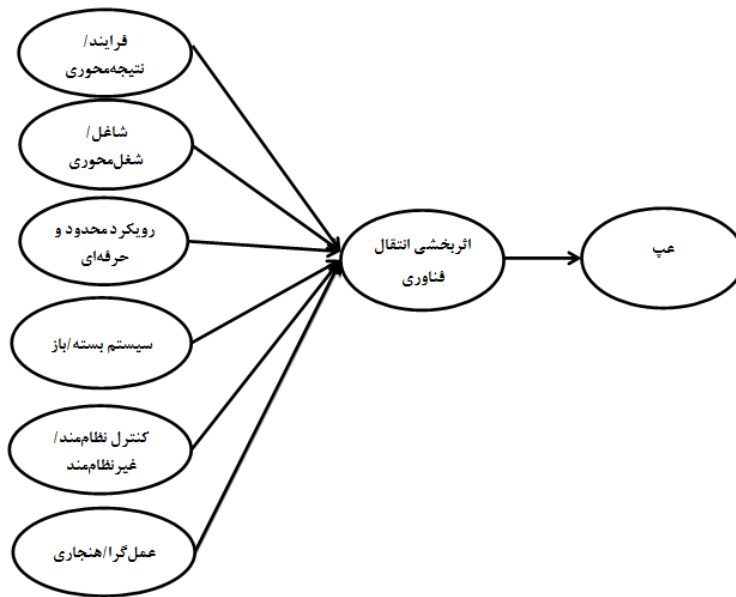 فرایند/
نتیجه‌محوری
شاغل/
شغل‌محوری
رویکرد محدود و
حرفه‌ای
سیستم بسته/باز
کنترل نظام‌مند/
غیرنظام‌مند
عمل‌گرا/هنجاری
اثربخشی انتقال
فناوری
عپ